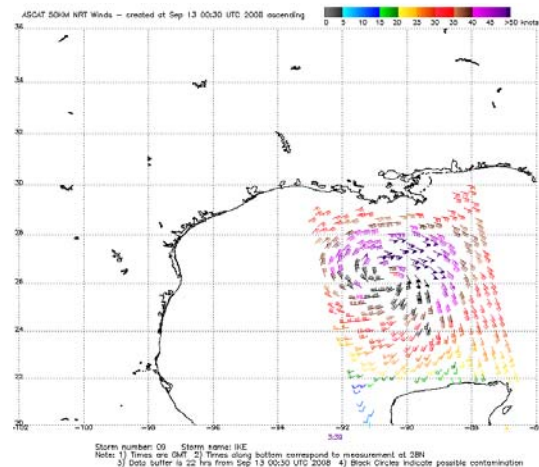 ASCAT 50KM NRT Winds - created at Sep 13 00:30 UTC 2008 ascending
0 5 10 15 20 25 30 35 40 45 >50 knots
36
34
32
30
28
26
24
22
20
-102 -100 -98 -96 -94 -92 -90 -88 -86
3:39
Storm number: 09 Storm name: IKE
Note: 1) Times are GMT 2) Times along bottom correspond to measurement at 28N
3) Data buffer is 22 hrs from Sep 13 00:30 UTC 2008 4) Black Circles indicate possible contamination